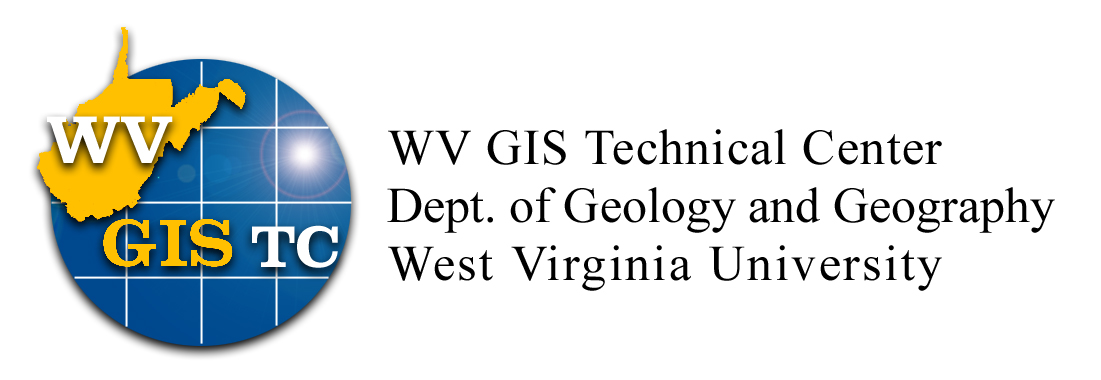 WV
GIS TC
WV GIS Technical Center
Dept. of Geology and Geography
West Virginia University